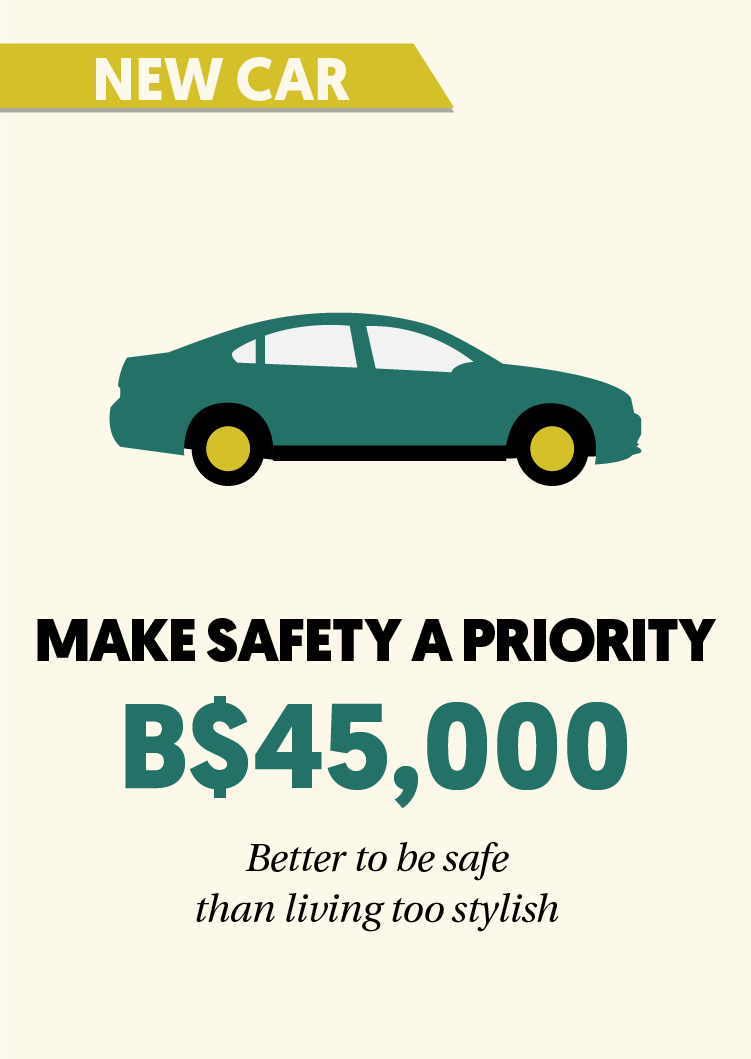 NEW CAR
MAKE SAFETY A PRIORITY
B$45,000
Better to be safe
than living too stylish